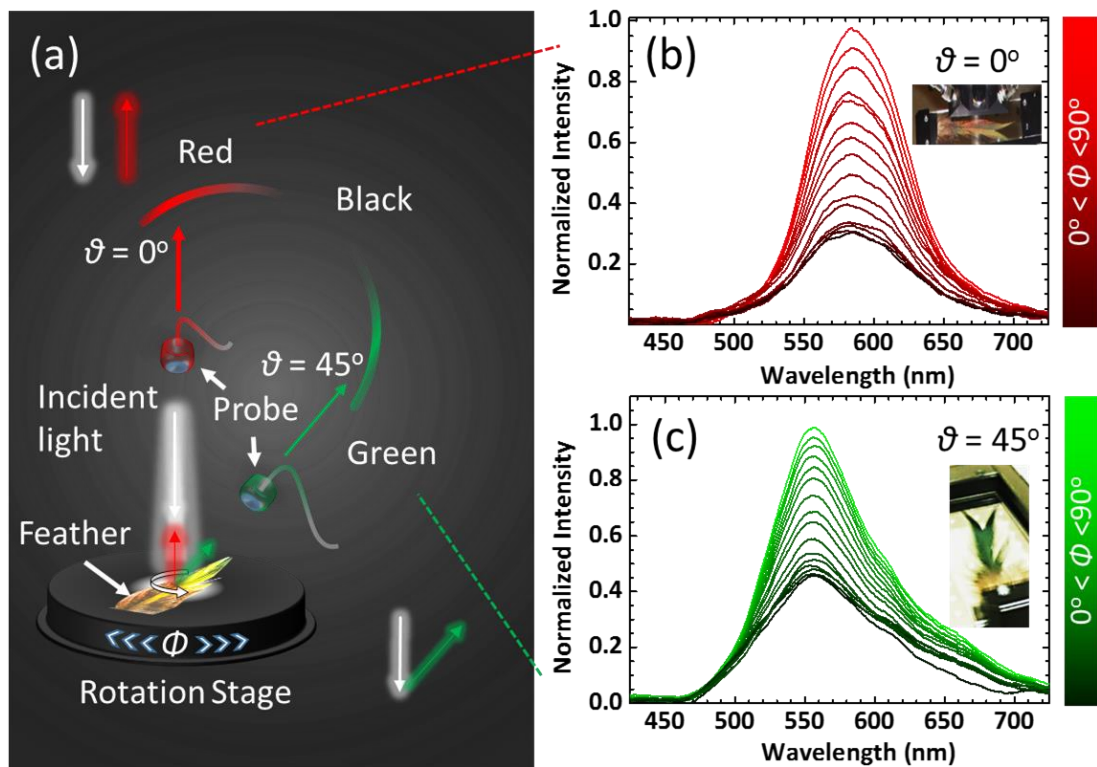 (a)
Red
Black
ϑ = 0°
ϑ = 45°
Incident
light
Probe
Green
Feather
<<< Φ >>>
Rotation Stage
(b)
ϑ = 0°
Normalized Intensity
1.0
0.8
0.6
0.4
0.2
450 500 550 600 650 700
Wavelength (nm)
0° < Φ >90°
(c)
ϑ = 45°
Normalized Intensity
1.0
0.8
0.6
0.4
0.2
0.0
450 500 550 600 650 700
Wavelength (nm)
0° < Φ <90°